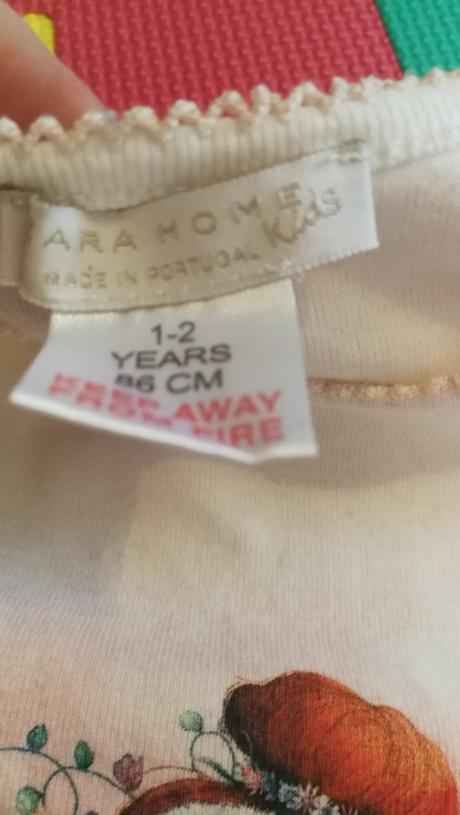 ARA HOME Kids
MADE IN PORTUGAL
1-2
YEARS
86 CM
KEEP AWAY
FROM FIRE